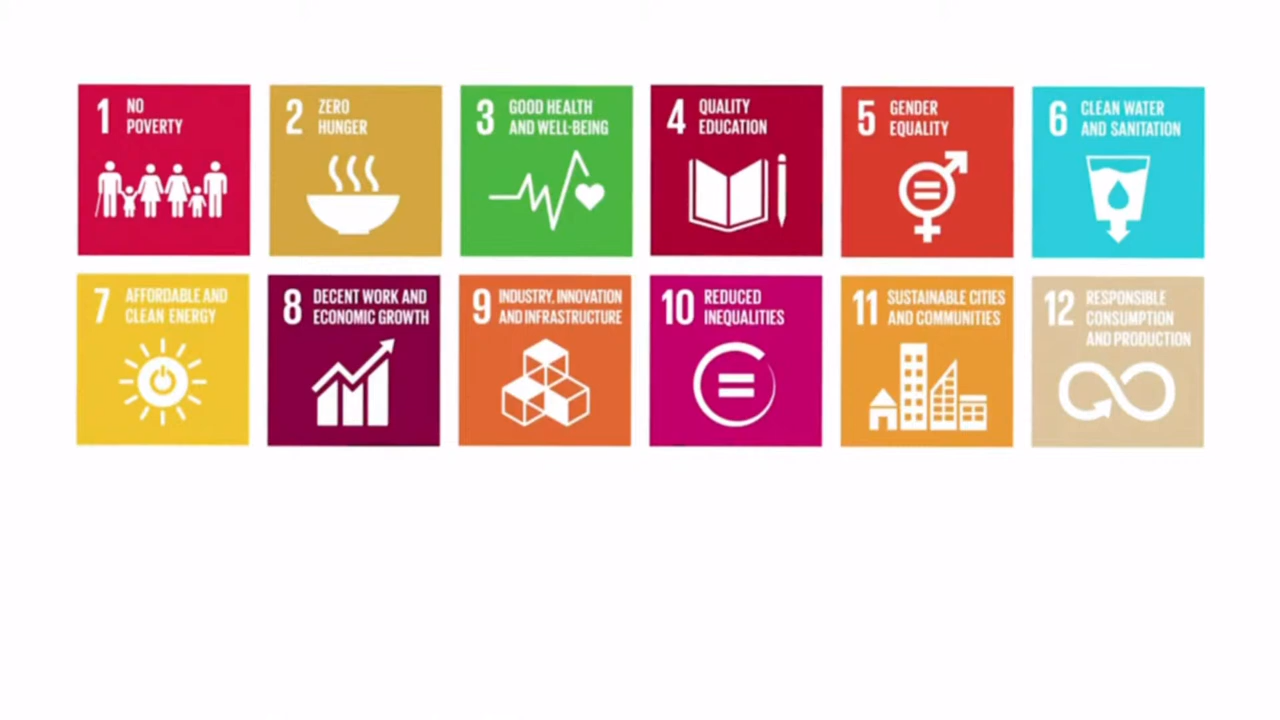 1 NO
POVERTY
2 ZERO
HUNGER
3 GOOD HEALTH
AND WELL-BEING
4 QUALITY
EDUCATION
5 GENDER
EQUALITY
6 CLEAN WATER
AND SANITATION
7 AFFORDABLE AND
CLEAN ENERGY
8 DECENT WORK AND
ECONOMIC GROWTH
9 INDUSTRY, INNOVATION
AND INFRASTRUCTURE
10 REDUCED
INEQUALITIES
11 SUSTAINABLE CITIES
AND COMMUNITIES
12 RESPONSIBLE
CONSUMPTION
AND PRODUCTION